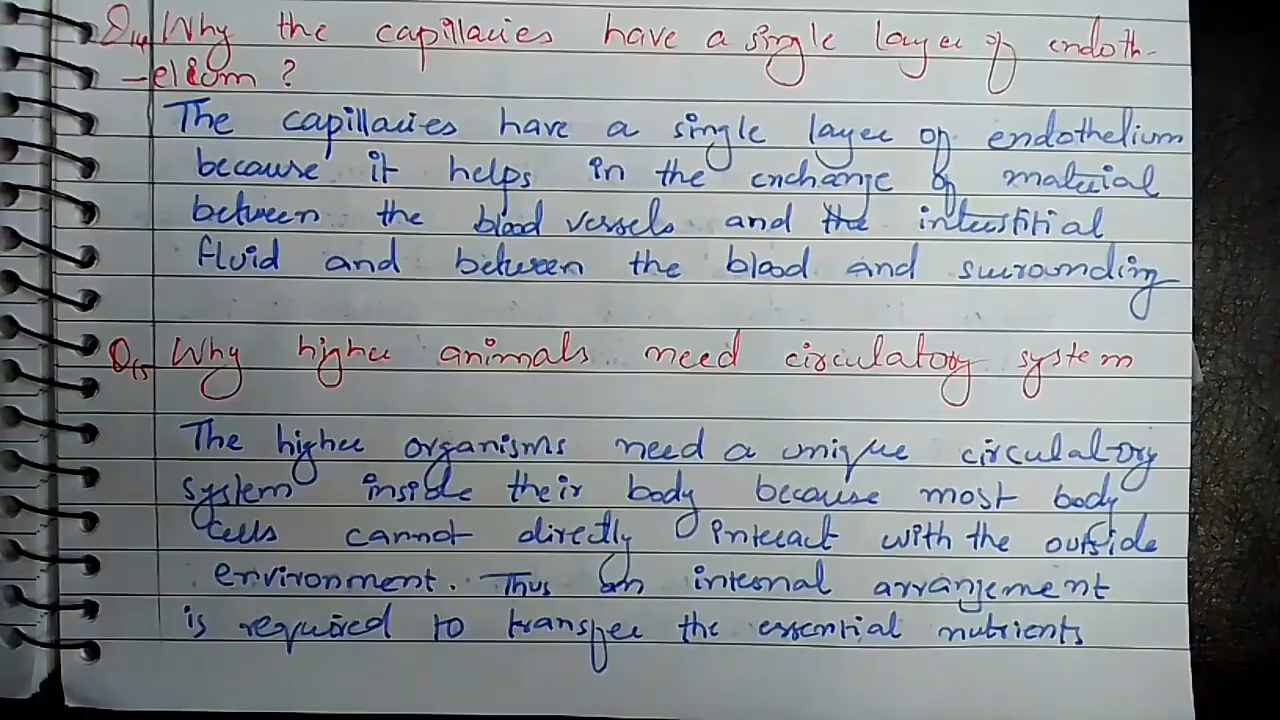 Q14 Why the capillaries have a single layer of endoth-
-elium ?
The capillaries have a single layer of endothelium
because it helps in the exchange of material
between the blood vessels and the interstitial
fluid and between the blood and surrounding
Q15 Why higher animals need circulatory system
The higher organisms need a unique circulatory
system inside their body because most body
cells cannot directly interact with the outside
environment. Thus an internal arrangement
is required to transfer the essential nutrients